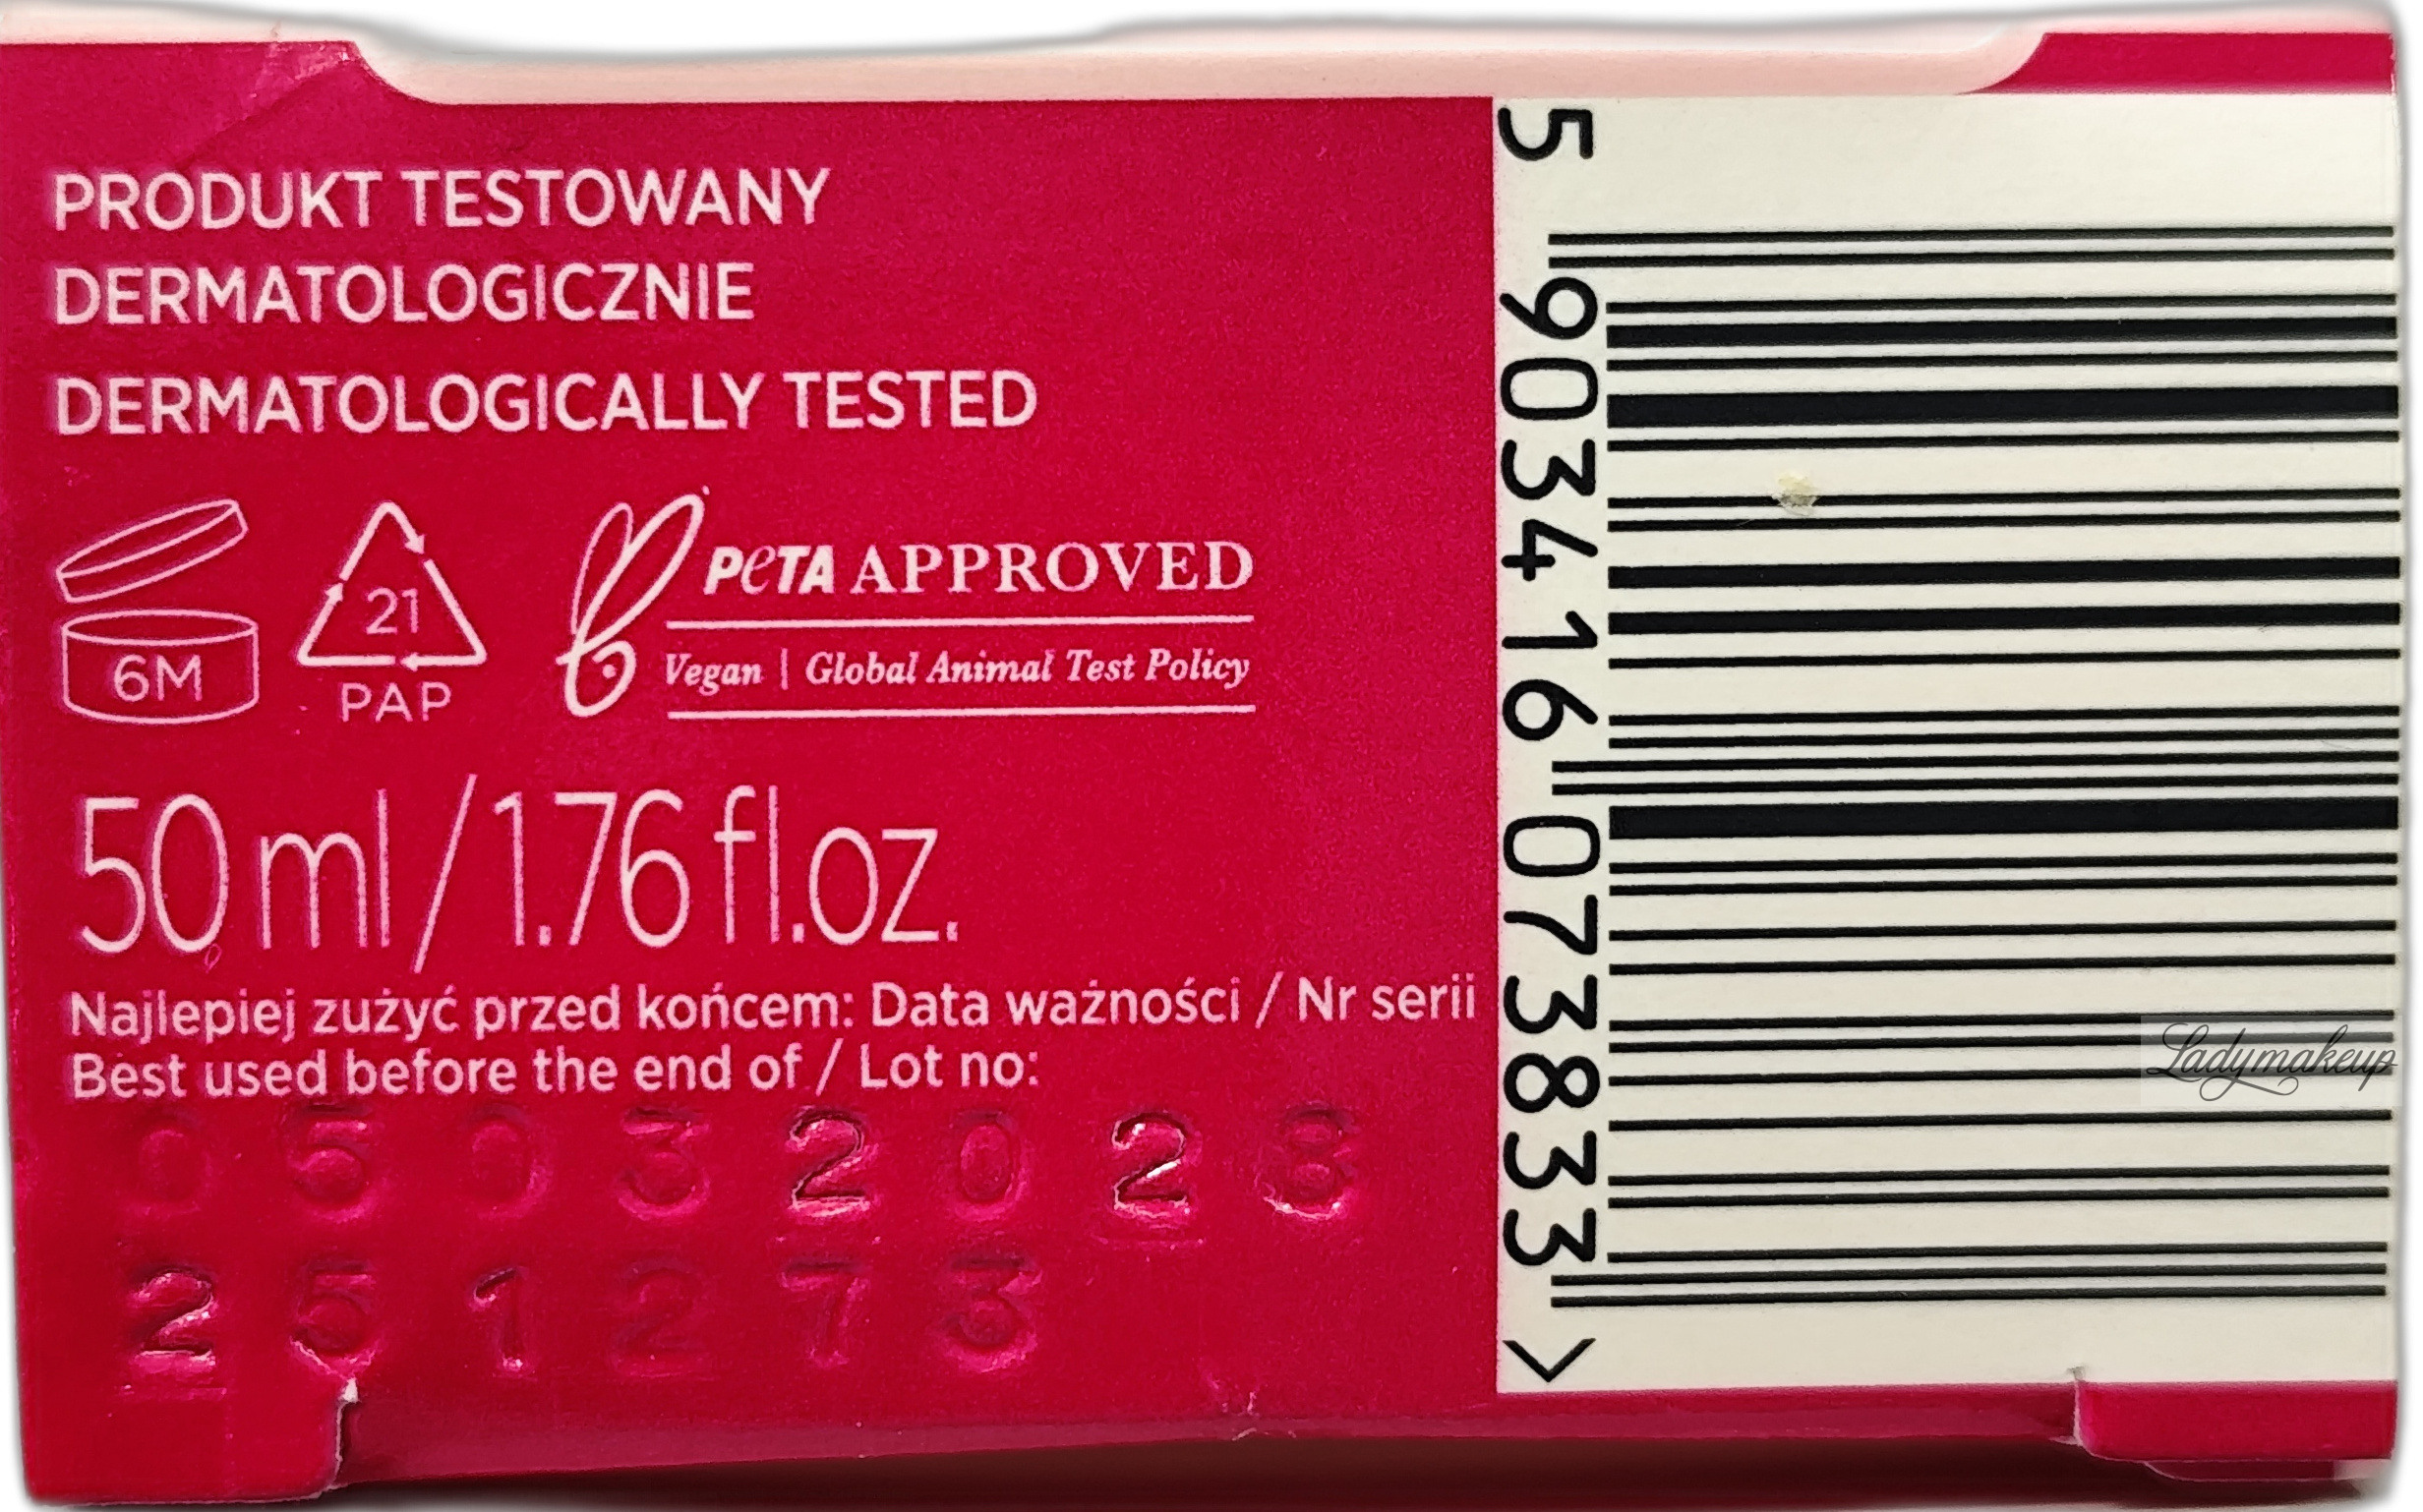 PRODUKT TESTOWANY
DERMATOLOGICZNIE
DERMATOLOGICALLY TESTED
6M
21
PAP
PeTA APPROVED
Vegan | Global Animal Test Policy
50 ml / 1.76 fl.oz.
Najlepiej zużyć przed końcem: Data ważności / Nr serii
Best used before the end of / Lot no:
05032028
251273
5 903416 073833 >
Ladymakeup